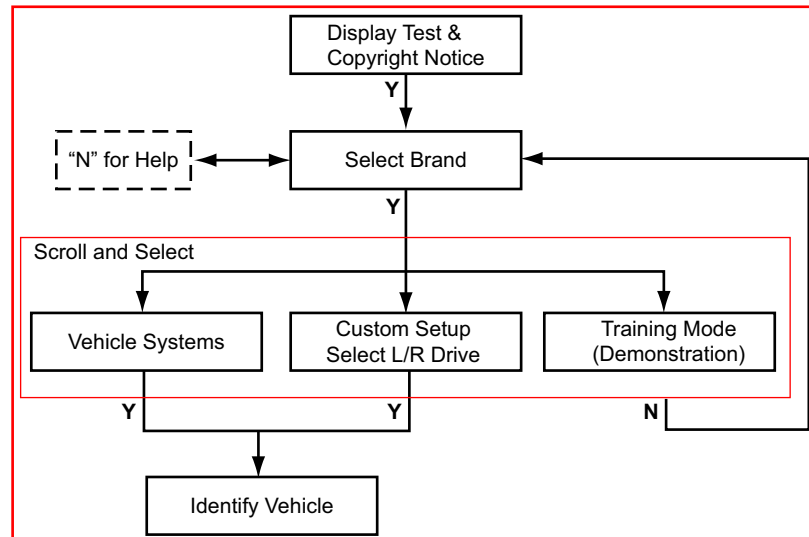 Display Test &
Copyright Notice
Y
“N” for Help
Select Brand
Y
Scroll and Select
Vehicle Systems
Custom Setup
Select L/R Drive
Training Mode
(Demonstration)
Y
Y
N
Identify Vehicle